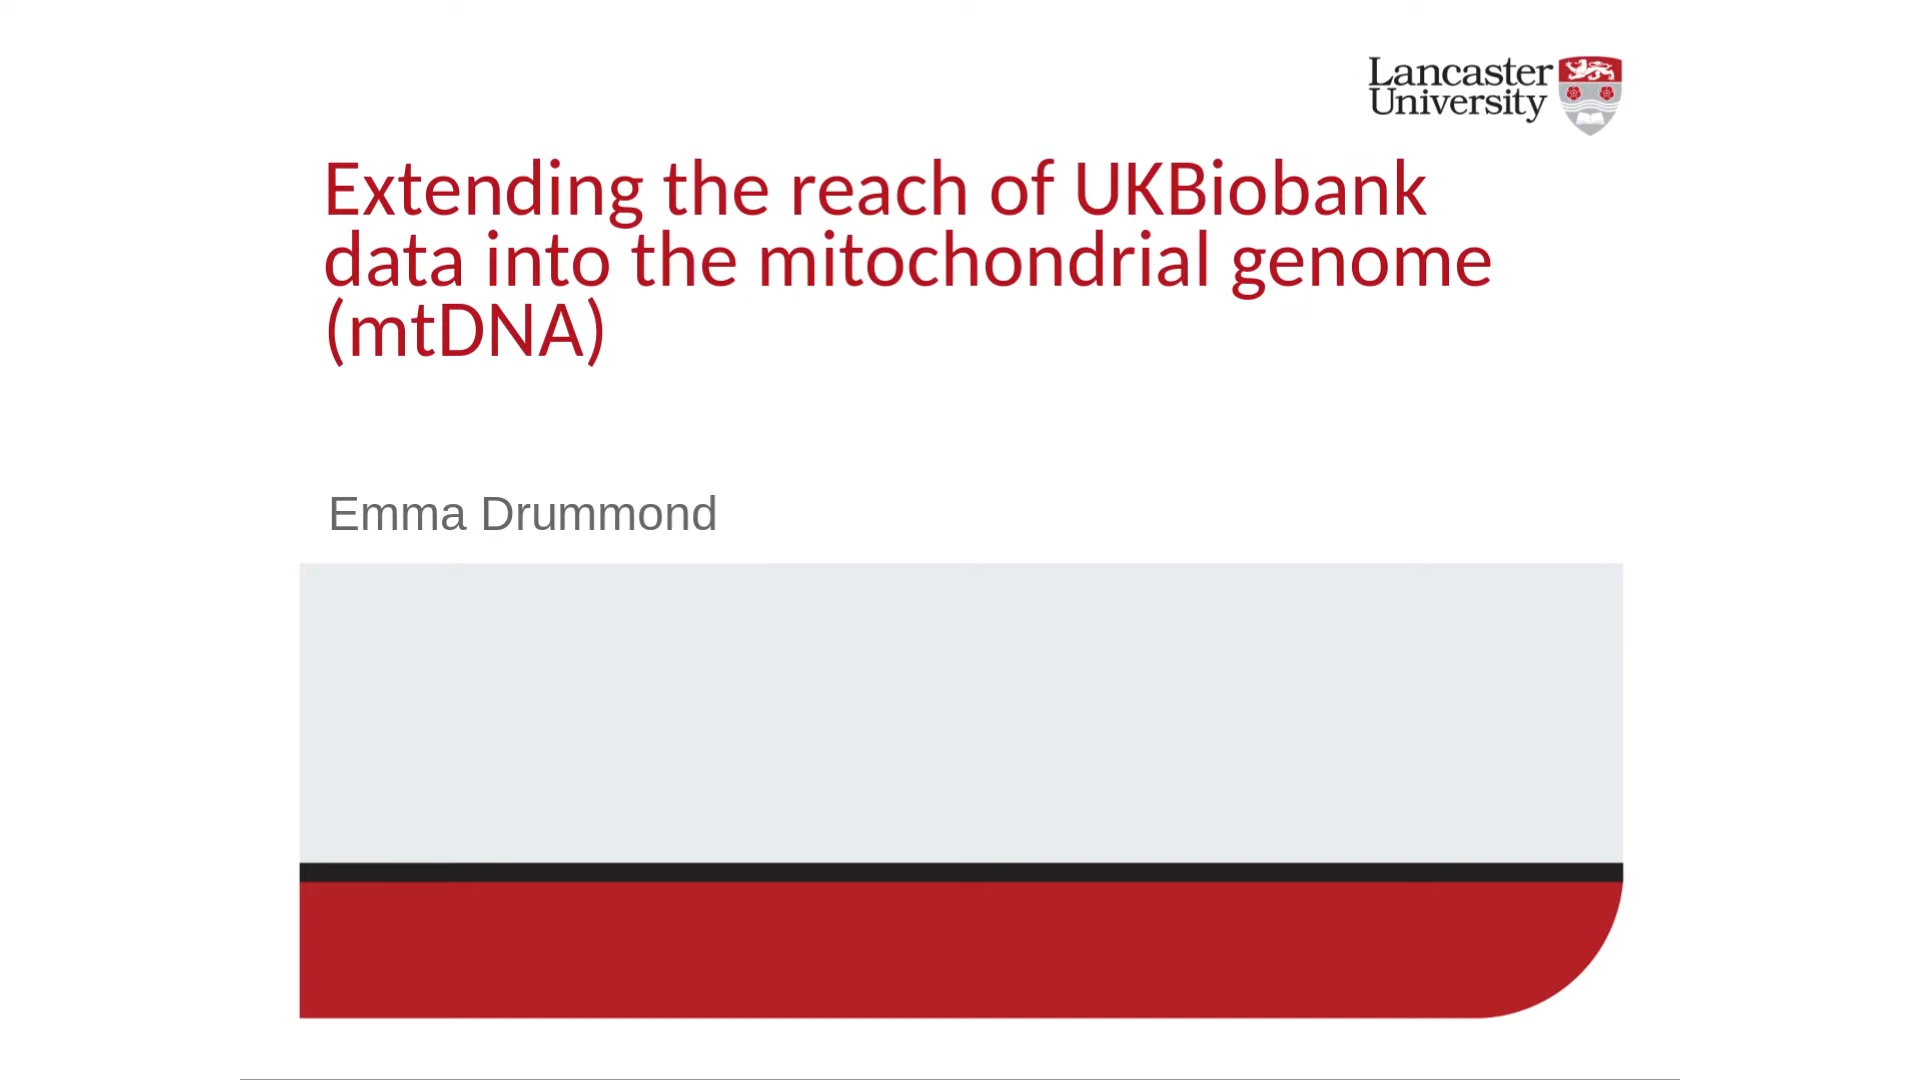 Lancaster
University
Extending the reach of UKBiobank
data into the mitochondrial genome
(mtDNA)
Emma Drummond